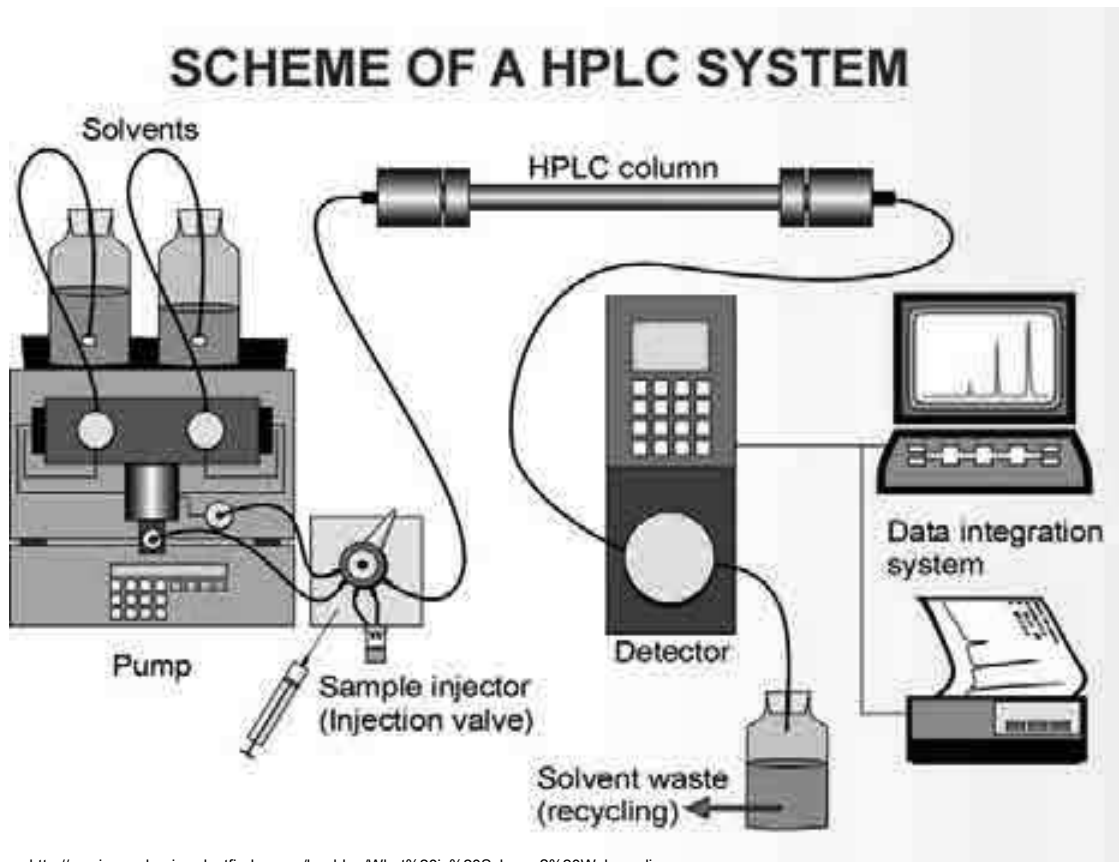 SCHEME OF A HPLC SYSTEM
Solvents
HPLC column
Data integration
system
Pump
Detector
Sample injector
(Injection valve)
Solvent waste
(recycling)